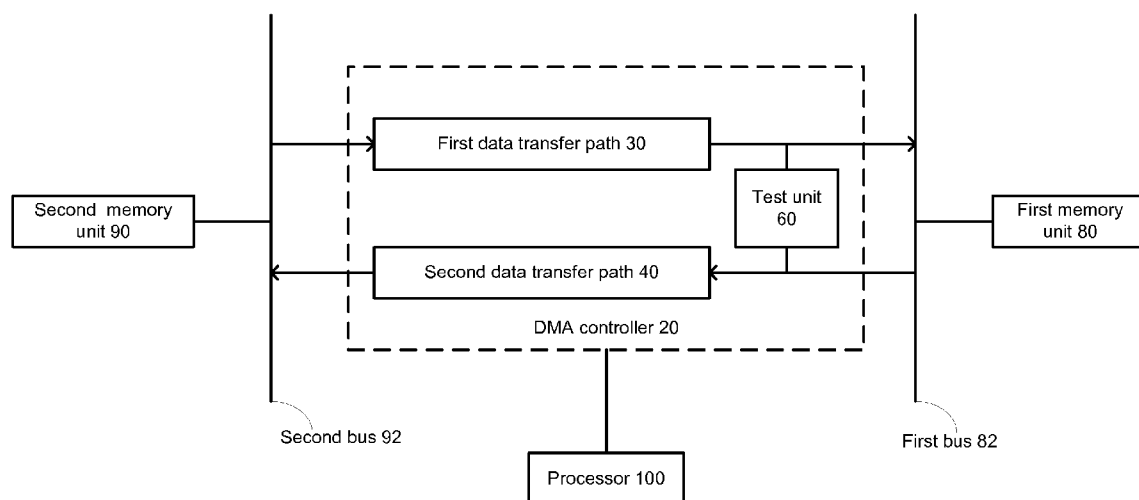 First data transfer path 30
Test unit
60
Second memory
unit 90
First memory
unit 80
Second data transfer path 40
DMA controller 20
Second bus 92
First bus 82
Processor 100